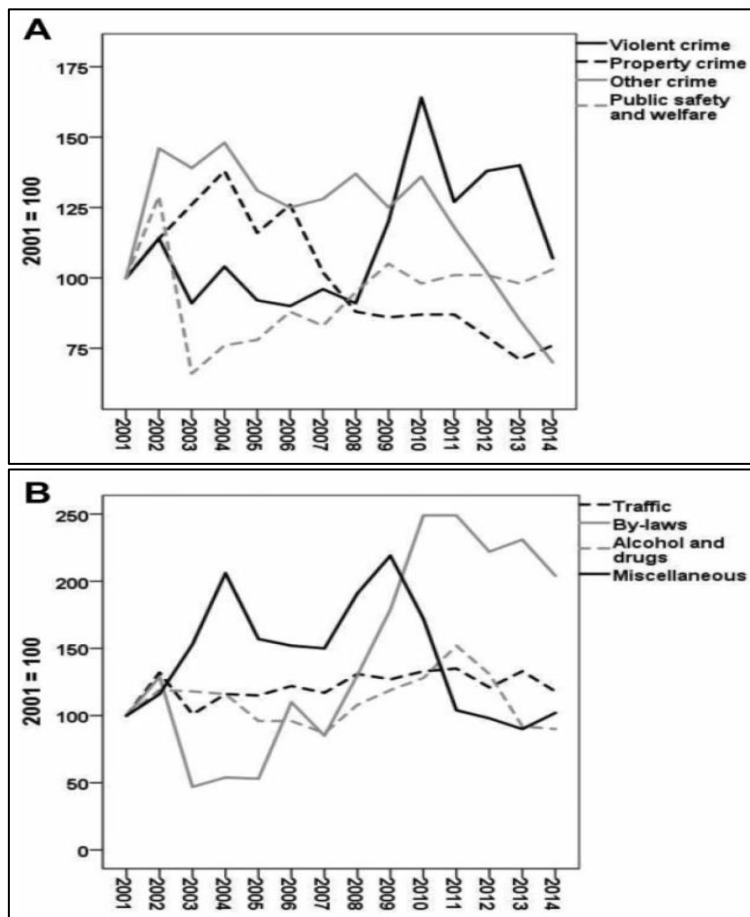 A
Violent crime
Property crime
Other crime
Public safety
and welfare
175
150
125
100
75
2001 = 100
2001
2002
2003
2004
2005
2006
2007
2008
2009
2010
2011
2012
2013
2014
B
Traffic
By-laws
Alcohol and
drugs
Miscellaneous
250
200
150
100
50
0
2001 = 100
2001
2002
2003
2004
2005
2006
2007
2008
2009
2010
2011
2012
2013
2014